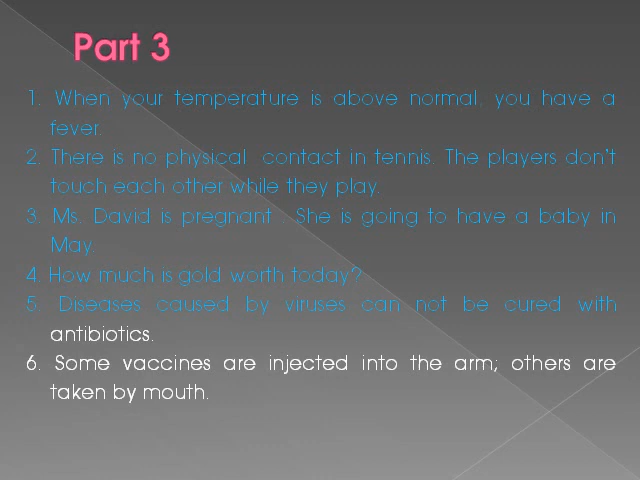 Part 3
1. When your temperature is above normal, you have a
fever.
2. There is no physical contact in tennis. The players don't
touch each other while they play.
3. Ms. David is pregnant. She is going to have a baby in
May
4. How much is gold worth today?
5. Diseases caused by viruses can not be cured with
antibiotics.
6. Some vaccines are injected into the arm; others are
taken by mouth.